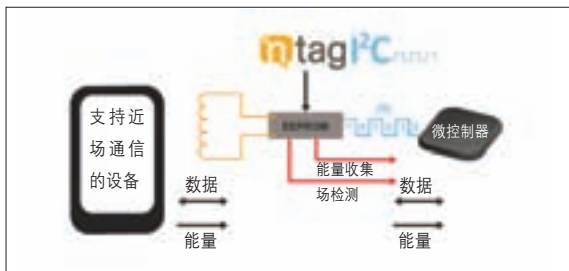 ntag I²C
支持近
场通信
的设备
EEPROM
微控制器
能量收集
场检测
数据
能量
数据
能量